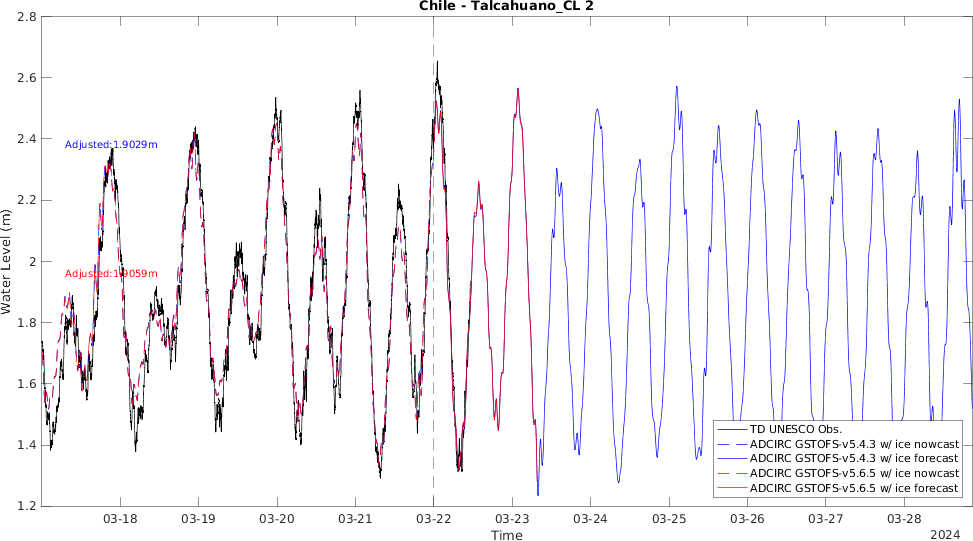 Chile - Talcahuano_CL 2
2.8
2.6
2.4
2.2
2
1.8
1.6
1.4
1.2
Water Level (m)
Adjusted:1.9029m
Adjusted:1.9059m
TD UNESCO Obs.
ADCIRC GSTOFS-v5.4.3 w/ ice nowcast
ADCIRC GSTOFS-v5.4.3 w/ ice forecast
ADCIRC GSTOFS-v5.6.5 w/ ice nowcast
ADCIRC GSTOFS-v5.6.5 w/ ice forecast
03-18 03-19 03-20 03-21 03-22 03-23 03-24 03-25 03-26 03-27 03-28
Time
2024